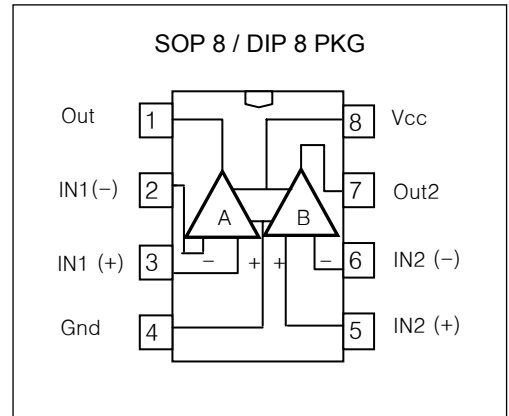 SOP 8 / DIP 8 PKG
Out 1 8 Vcc
IN1(-) 2 7 Out2
A B
IN1 (+) 3 - + + - 6 IN2 (-)
Gnd 4 5 IN2 (+)